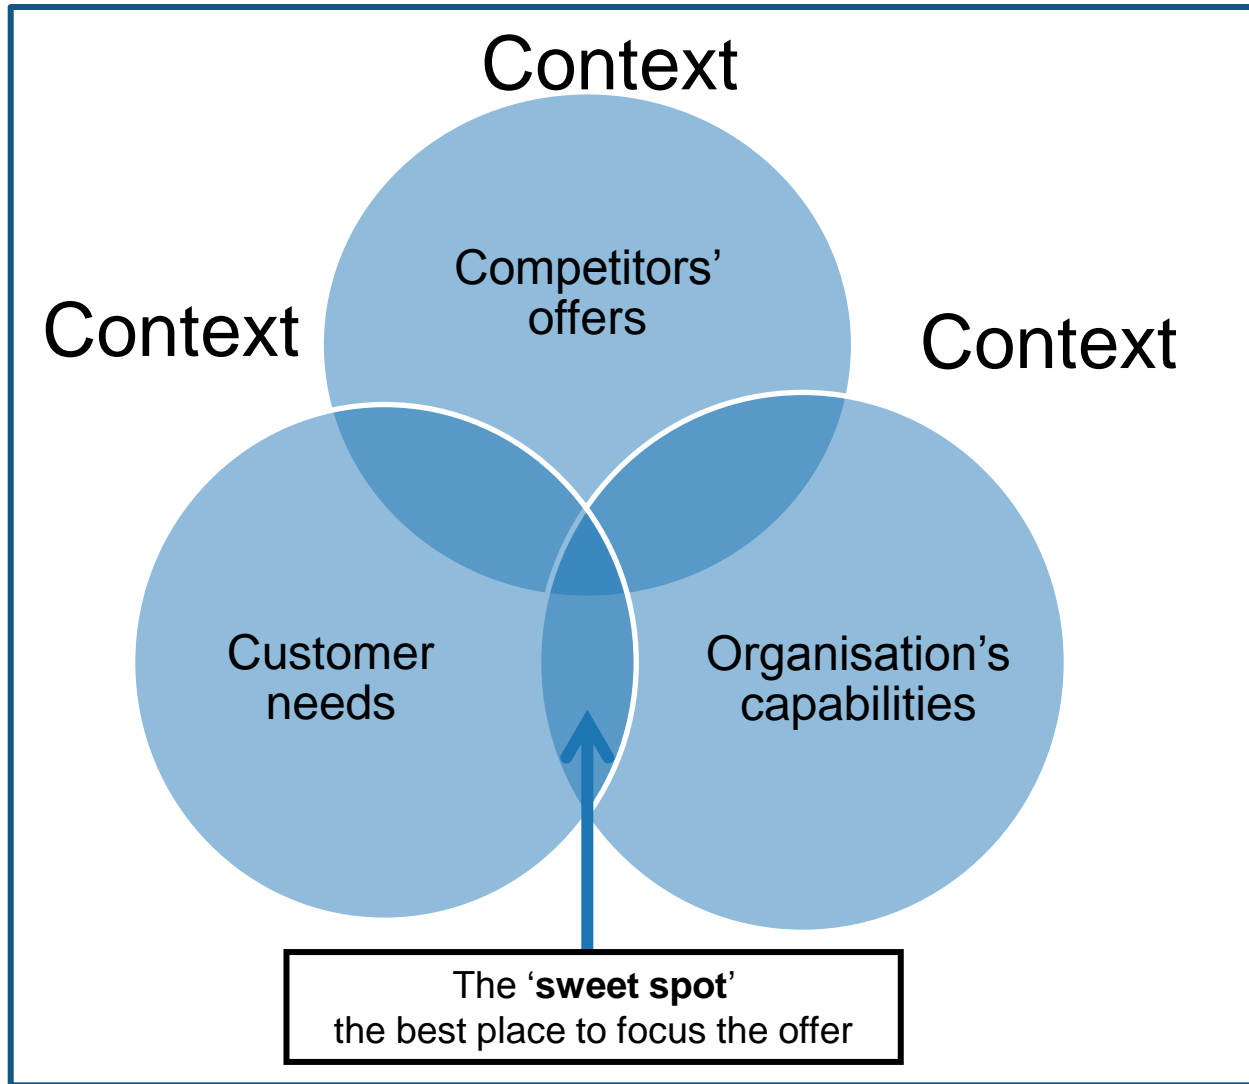 Context
Competitors’
offers
Context
Context
Customer
needs
Organisation’s
capabilities
The ‘sweet spot’
the best place to focus the offer